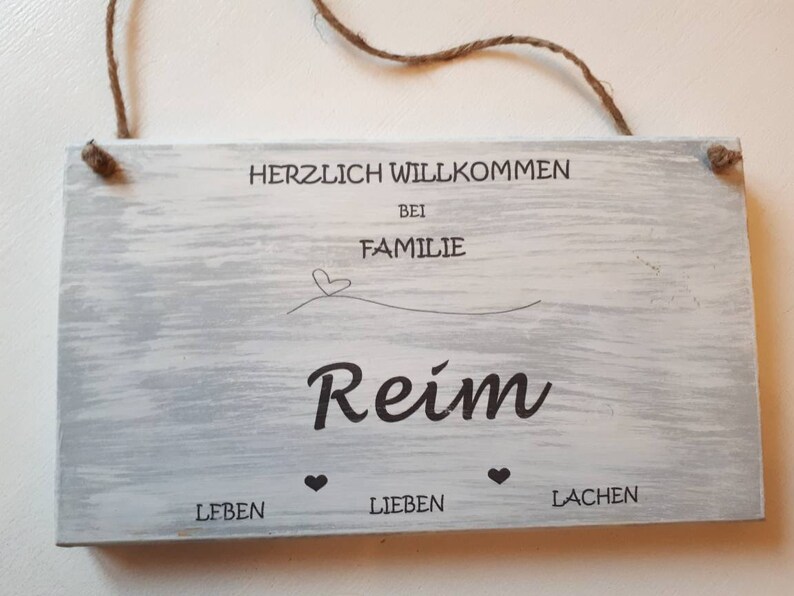 HERZLICH WILLKOMMEN
BEI
FAMILIE
Reim
LEBEN LIEBEN LACHEN